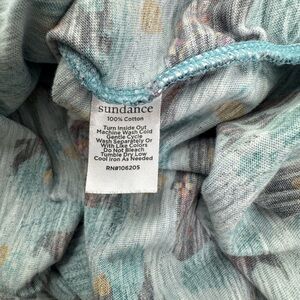 sundance
100% Cotton
Turn Inside Out
Machine Wash Cold
Gentle Cycle
Wash Separately Or
With Like Colors
Do Not Bleach
Tumble Dry Low
Cool Iron As Needed
RN#106205